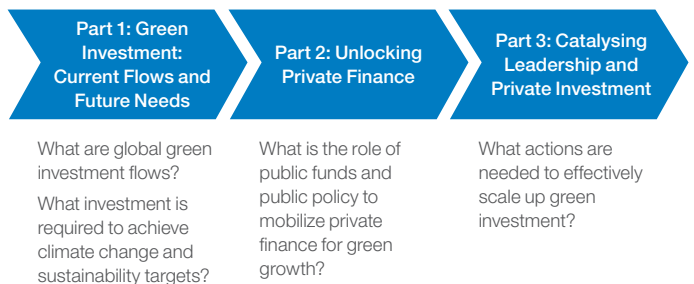 Part 1: Green
Investment:
Current Flows and
Future Needs
Part 2: Unlocking
Private Finance
Part 3: Catalysing
Leadership and
Private Investment
What are global green
investment flows?
What investment is
required to achieve
climate change and
sustainability targets?
What is the role of
public funds and
public policy to
mobilize private
finance for green
growth?
What actions are
needed to effectively
scale up green
investment?